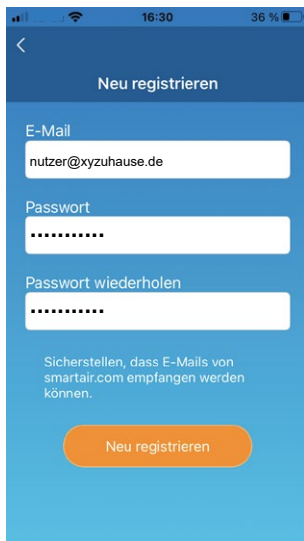 16:30
36 %
Neu registrieren
E-Mail
nutzer@xyzuhause.de
Passwort
•••••••••••
Passwort wiederholen
•••••••••••
Sicherstellen, dass E-Mails von
smartair.com empfangen werden
können.
Neu registrieren